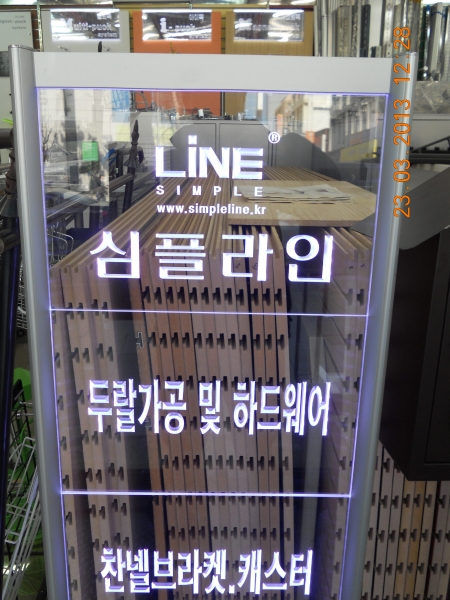 LiNE®
SIMPLE
www.simpleline.kr
심플라인
두랄가공 및 하드웨어
찬넬브라켓.캐스터
23.03.2013 12:28